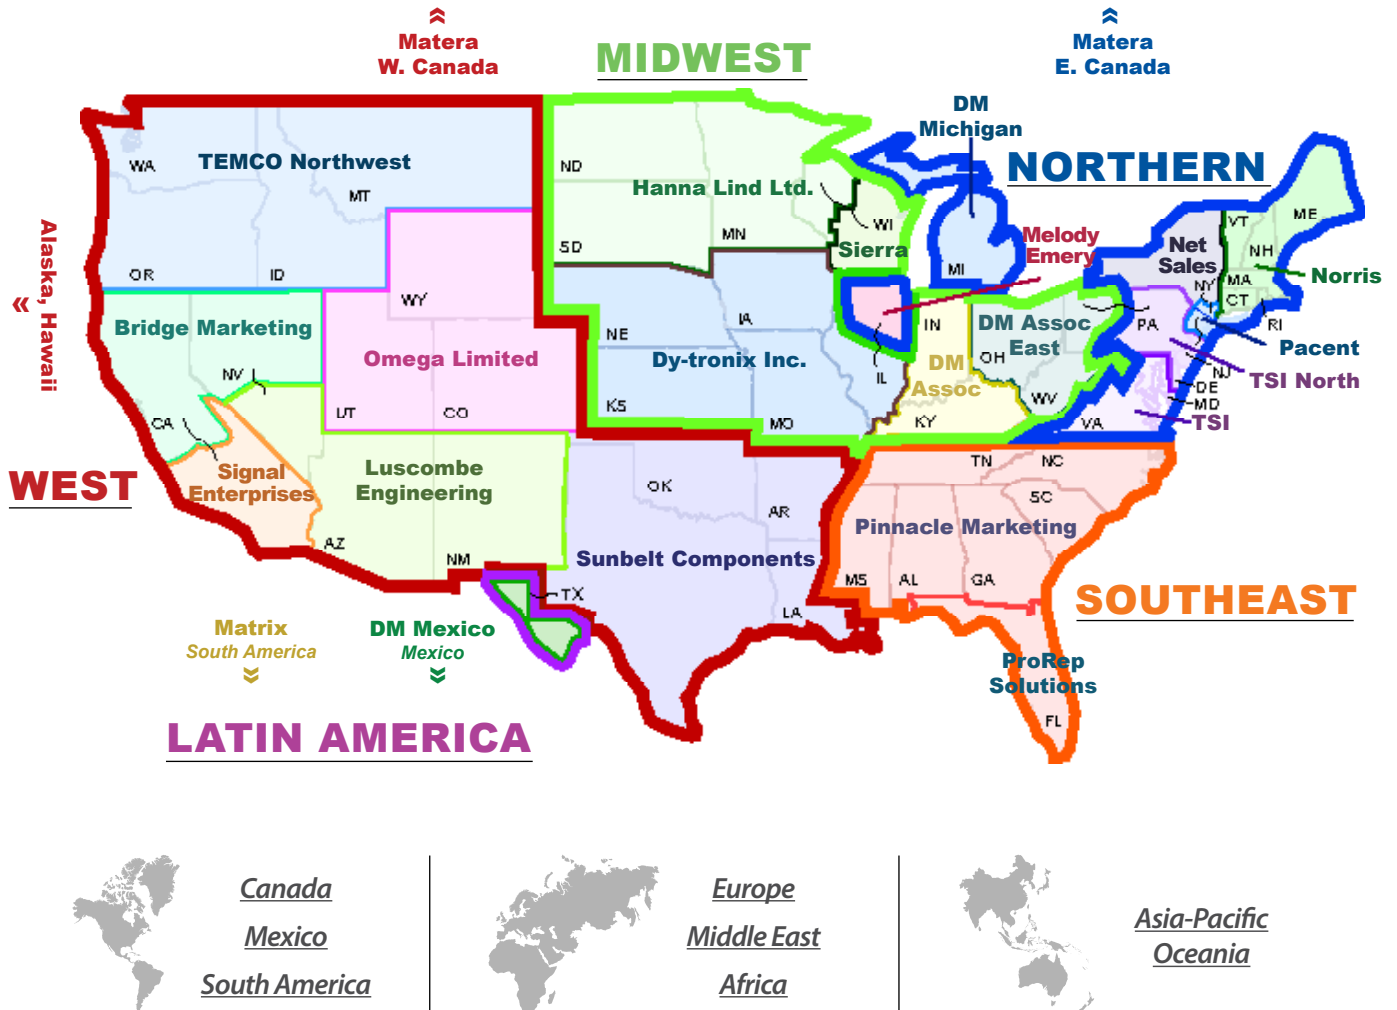 Matera
W. Canada
MIDWEST
Matera
E. Canada
DM
Michigan
NORTHERN
WA
TEMCO Northwest
MT
OR
ID
ND
Hanna Lind Ltd.
SD
MN
WI
Sierra
MI
Melody
Emery
VT
ME
Net
Sales
NH
NY
MA
CT
Norris
RI
Alaska, Hawaii
Bridge Marketing
NV
CA
WY
Omega Limited
UT
CO
NE
IA
Dy-tronix Inc.
KS
MO
IL
IN
DM
Assoc
KY
DM Assoc
East
OH
WV
PA
Pacent
NJ
TSI North
DE
MD
TSI
VA
WEST
Signal
Enterprises
Luscombe
Engineering
AZ
NM
OK
AR
Sunbelt Components
TX
LA
TN
NC
SC
Pinnacle Marketing
MS
AL
GA
SOUTHEAST
ProRep
Solutions
FL
Matrix
South America
DM Mexico
Mexico
LATIN AMERICA
Canada
Mexico
South America
Europe
Middle East
Africa
Asia-Pacific
Oceania